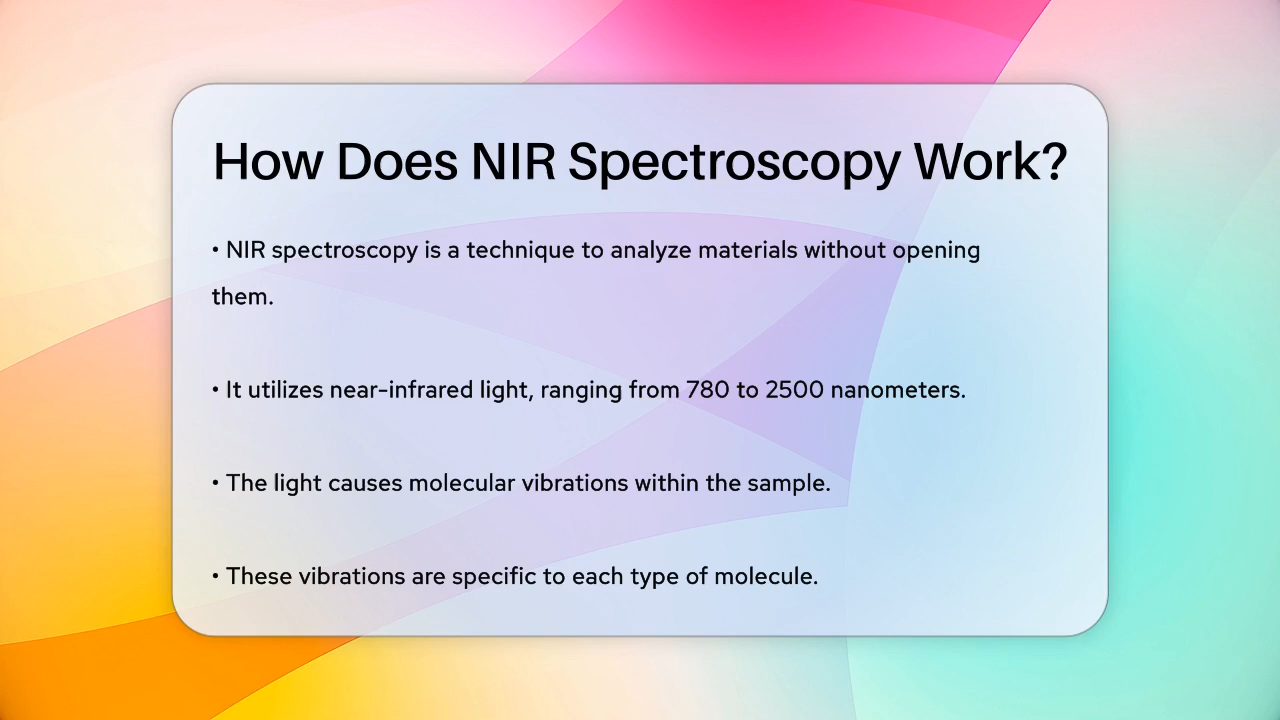 How Does NIR Spectroscopy Work?
• NIR spectroscopy is a technique to analyze materials without opening
them.
• It utilizes near-infrared light, ranging from 780 to 2500 nanometers.
• The light causes molecular vibrations within the sample.
• These vibrations are specific to each type of molecule.